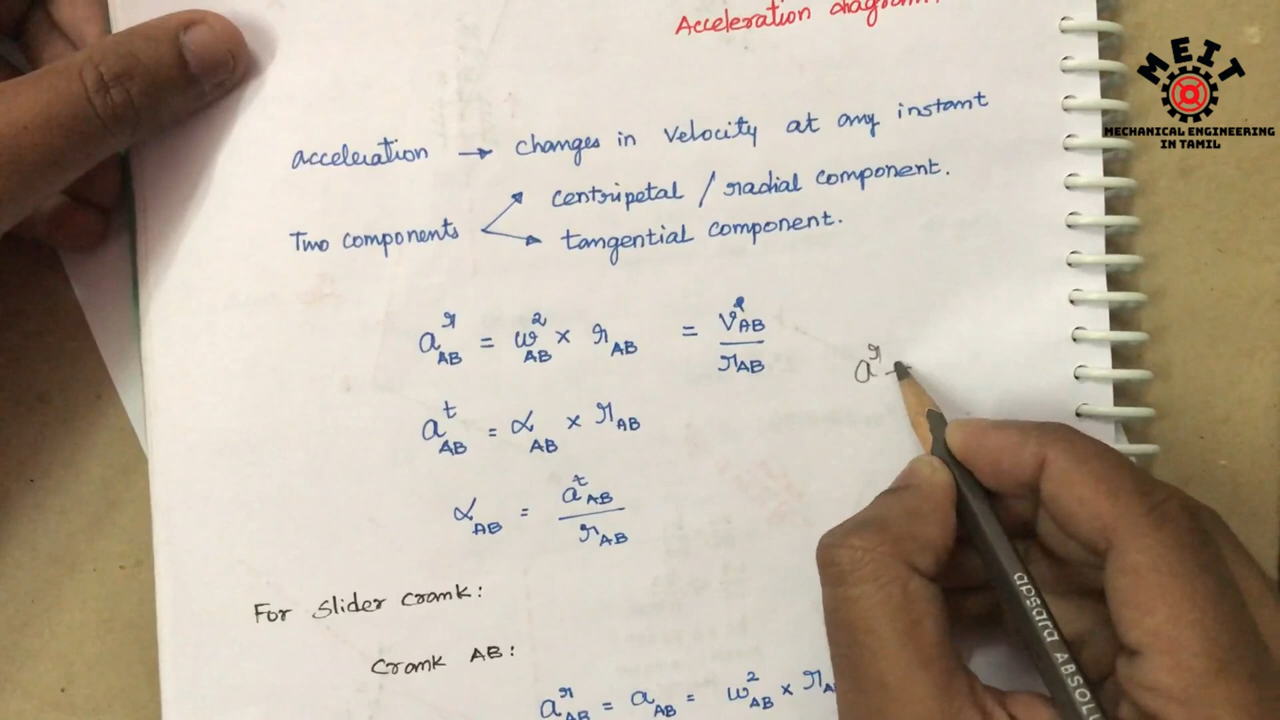 Acceleration diagram.
MEIT
MECHANICAL ENGINEERING
IN TAMIL
acceleration → changes in velocity at any instant
Two components
centripetal / radial component.
tangential component.
a^r_AB = ω^2_AB × r_AB = V^2_AB / r_AB
a^r
a^t_AB = α_AB × r_AB
α_AB = a^t_AB / r_AB
For slider crank:
Crank AB:
a^r_AB = a_AB = ω^2_AB ×
apsara ABSOLU